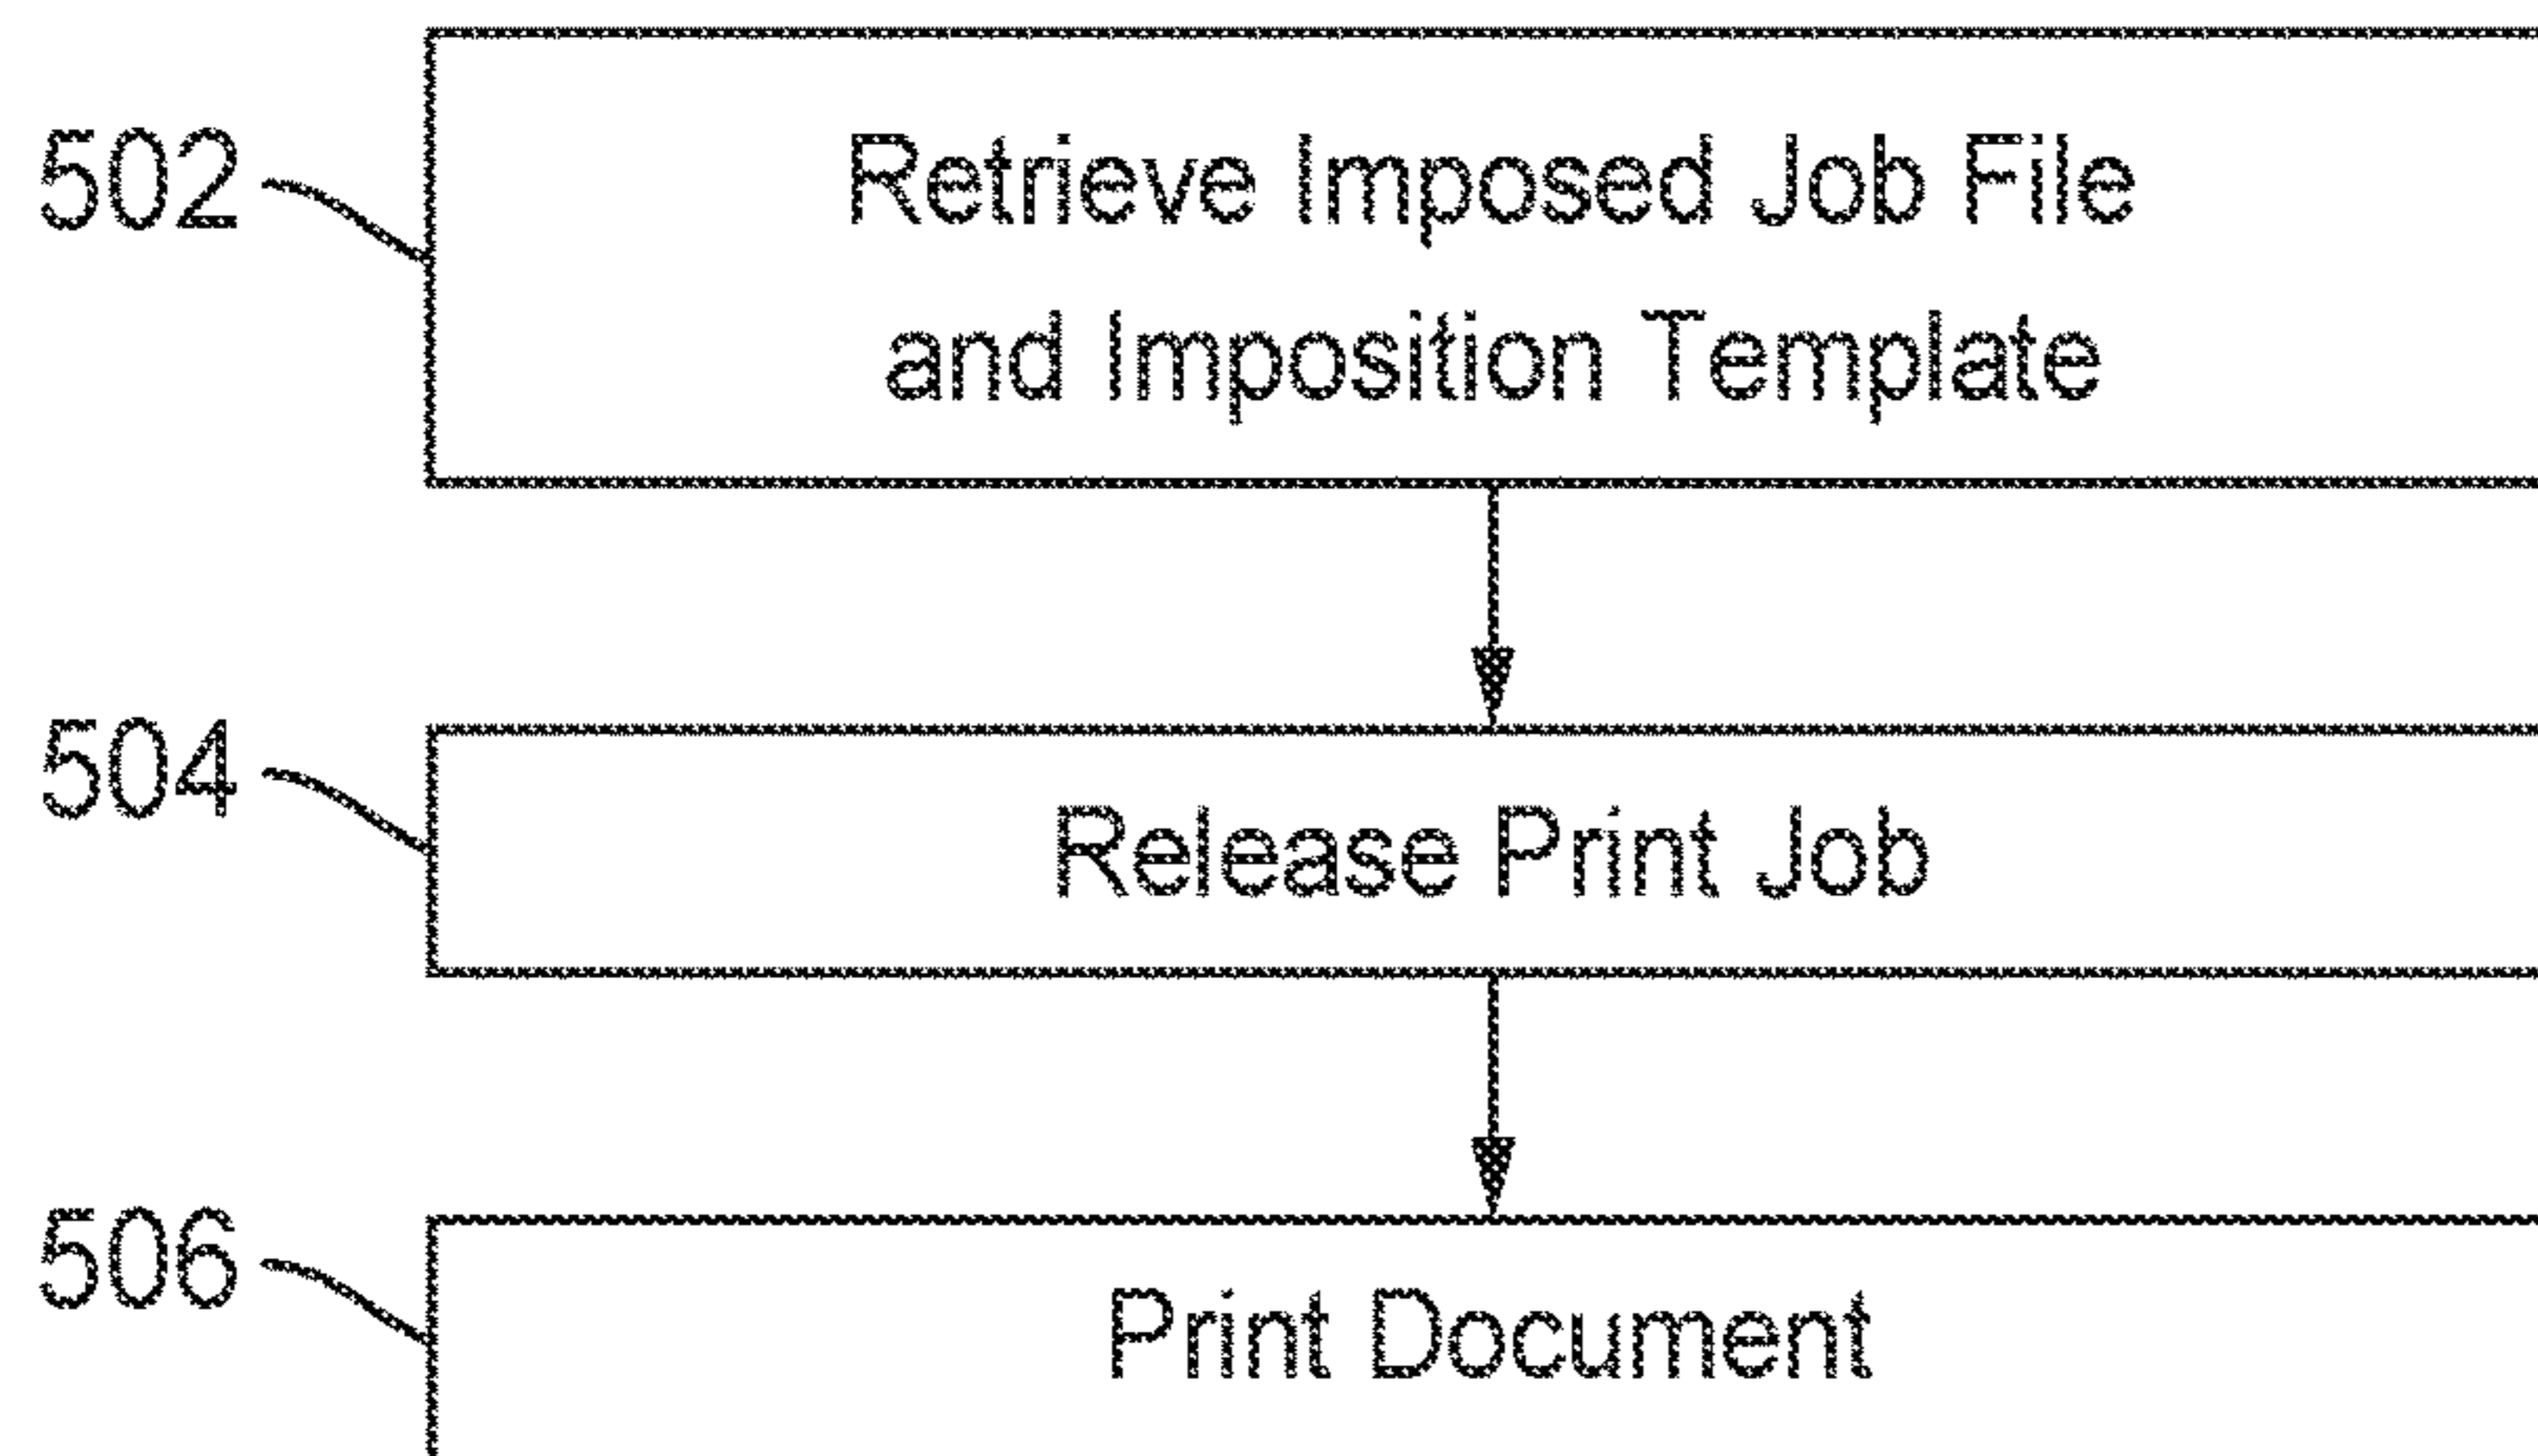 502
Retrieve Imposed Job File
and Imposition Template
504
Release Print Job
506
Print Document